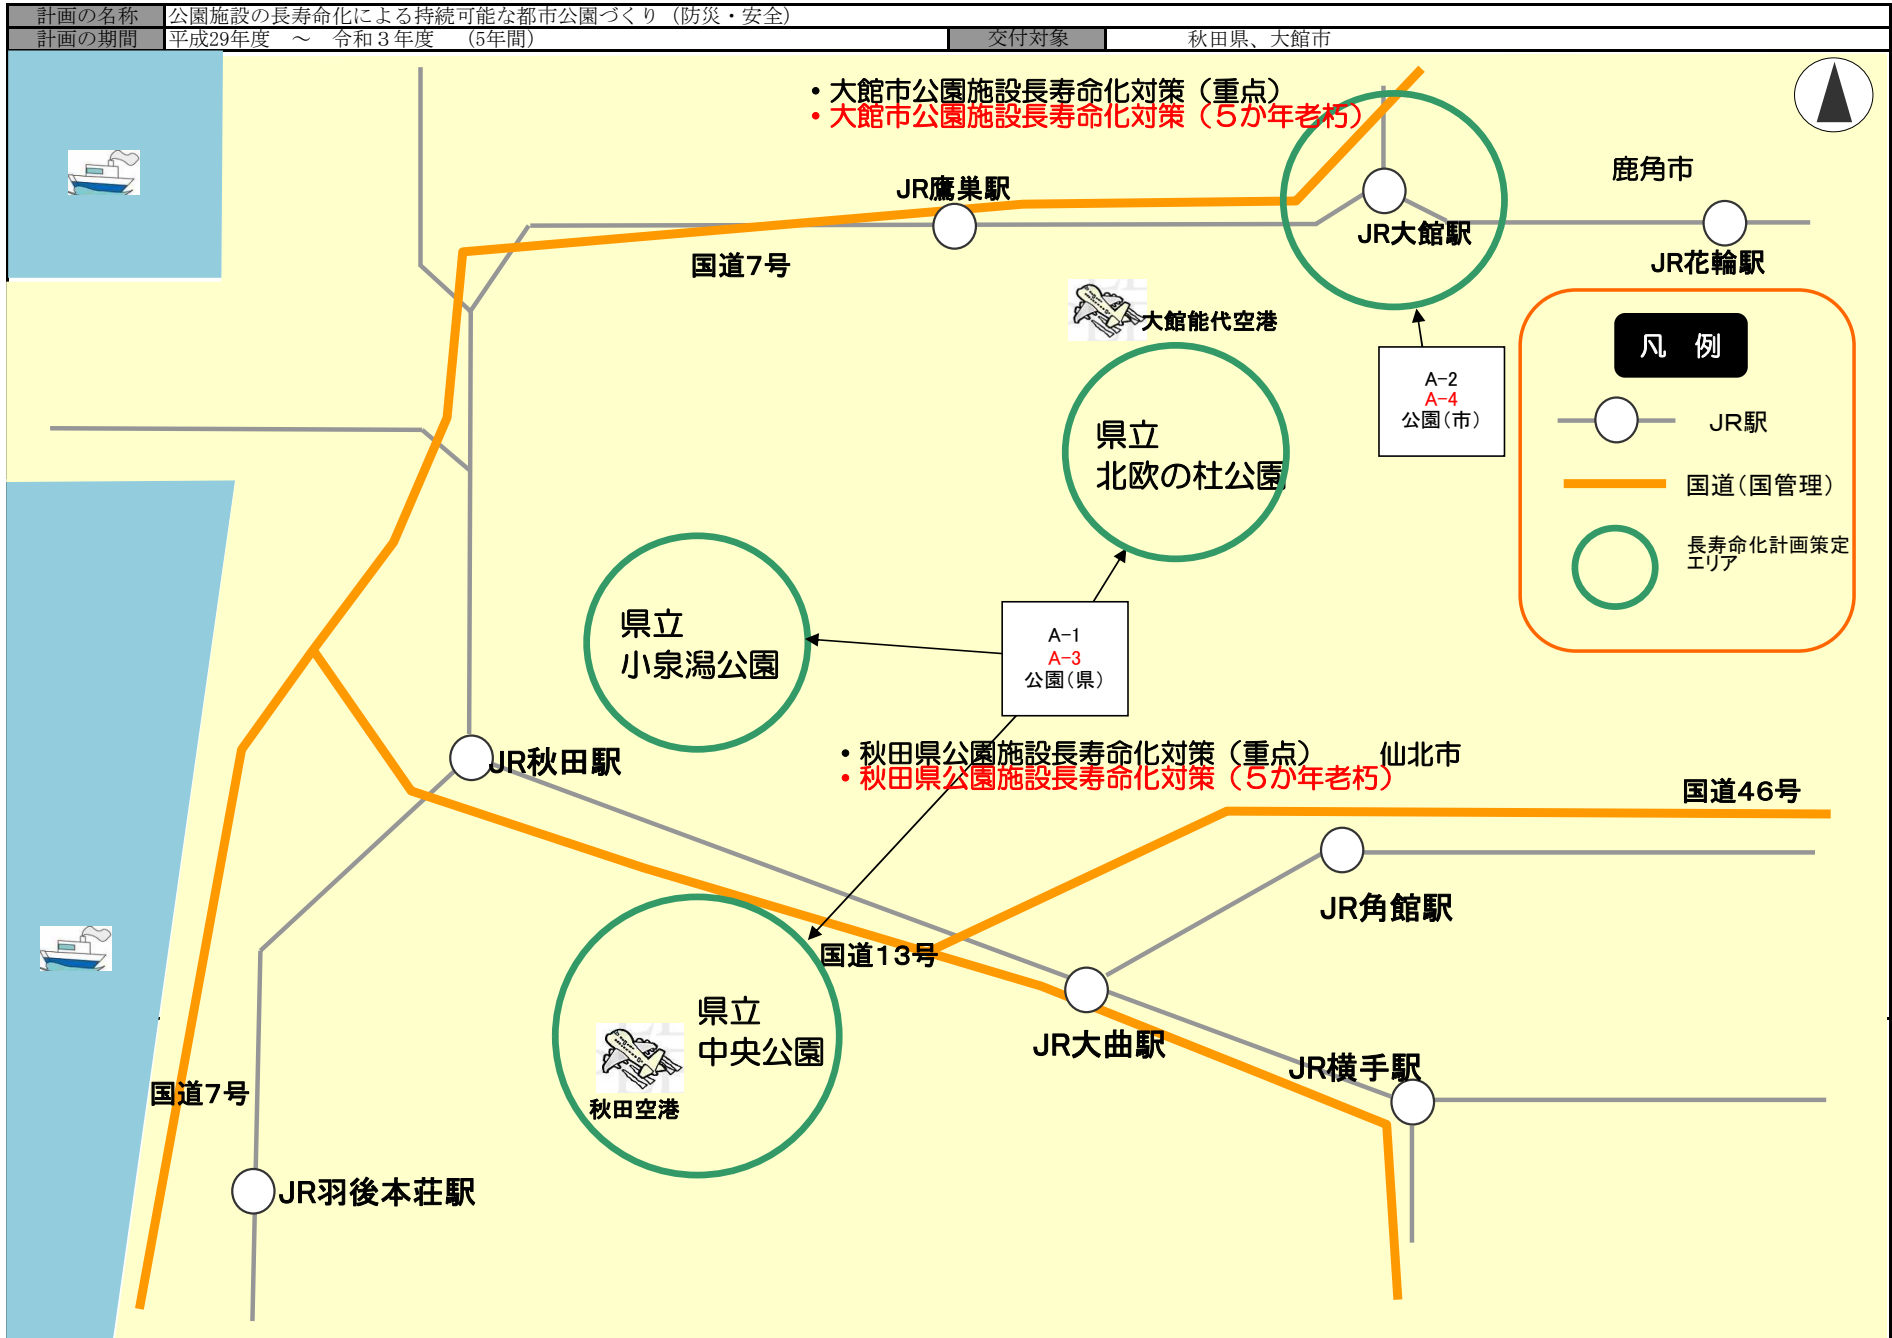 計画の名称 公園施設の長寿命化による持続可能な都市公園づくり（防災・安全）
計画の期間 平成29年度 ～ 令和３年度 （5年間） 交付対象 秋田県、大館市
・大館市公園施設長寿命化対策（重点）
・大館市公園施設長寿命化対策（５か年老朽）
鹿角市
JR鷹巣駅
JR大館駅
国道7号
JR花輪駅
大館能代空港
凡 例
A-2
A-4
公園(市)
JR駅
国道(国管理)
長寿命化計画策定
エリア
県立
北欧の杜公園
県立
小泉潟公園
A-1
A-3
公園(県)
JR秋田駅
・秋田県公園施設長寿命化対策（重点）
仙北市
・秋田県公園施設長寿命化対策（５か年老朽）
国道46号
JR角館駅
国道13号
県立
中央公園
JR大曲駅
JR横手駅
国道7号
秋田空港
JR羽後本荘駅